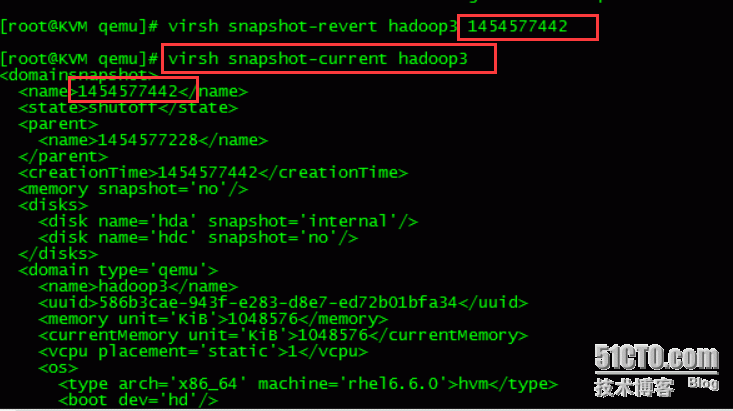 [root@KVM qemu]# virsh snapshot-revert hadoop3 1454577442
[root@KVM qemu]# virsh snapshot-current hadoop3
<domainsnapshot>
  <name>1454577442</name>
  <state>shutoff</state>
  <parent>
    <name>1454577228</name>
  </parent>
  <creationTime>1454577442</creationTime>
  <memory snapshot='no'/>
  <disks>
    <disk name='hda' snapshot='internal'/>
    <disk name='hdc' snapshot='no'/>
  </disks>
  <domain type='qemu'>
    <name>hadoop3</name>
    <uuid>586b3cae-943f-e283-d8e7-ed72b01bfa34</uuid>
    <memory unit='KiB'>1048576</memory>
    <currentMemory unit='KiB'>1048576</currentMemory>
    <vcpu placement='static'>1</vcpu>
    <os>
      <type arch='x86_64' machine='rhel6.6.0'>hvm</type>
      <boot dev='hd'/>
51CTO.com
技术博客 Blog